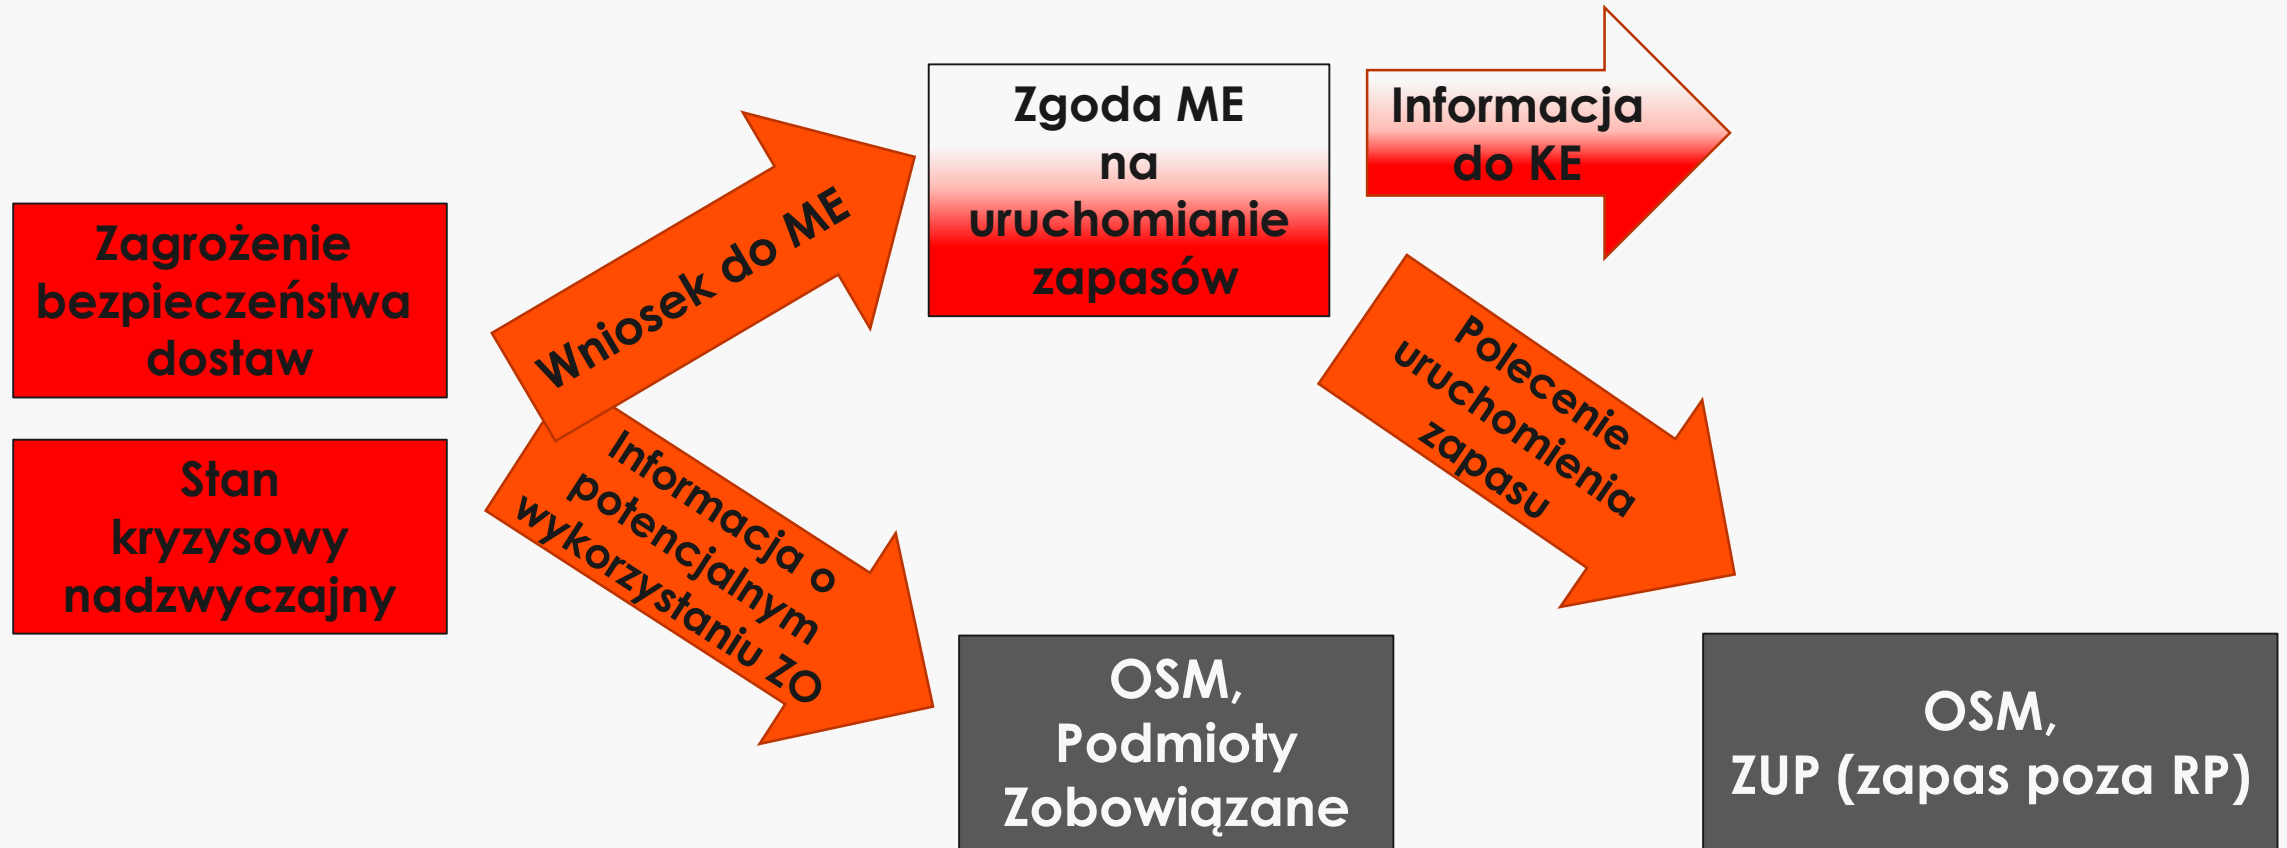 Zagrożenie
bezpieczeństwa
dostaw
Stan
kryzysowy
nadzwyczajny
Wniosek do ME
Informacja o
potencjalnym
wykorzystaniu ZO
Zgoda ME
na
uruchomianie
zapasów
Informacja
do KE
Polecenie
uruchomienia
zapasu
OSM,
Podmioty
Zobowiązane
OSM,
ZUP (zapas poza RP)